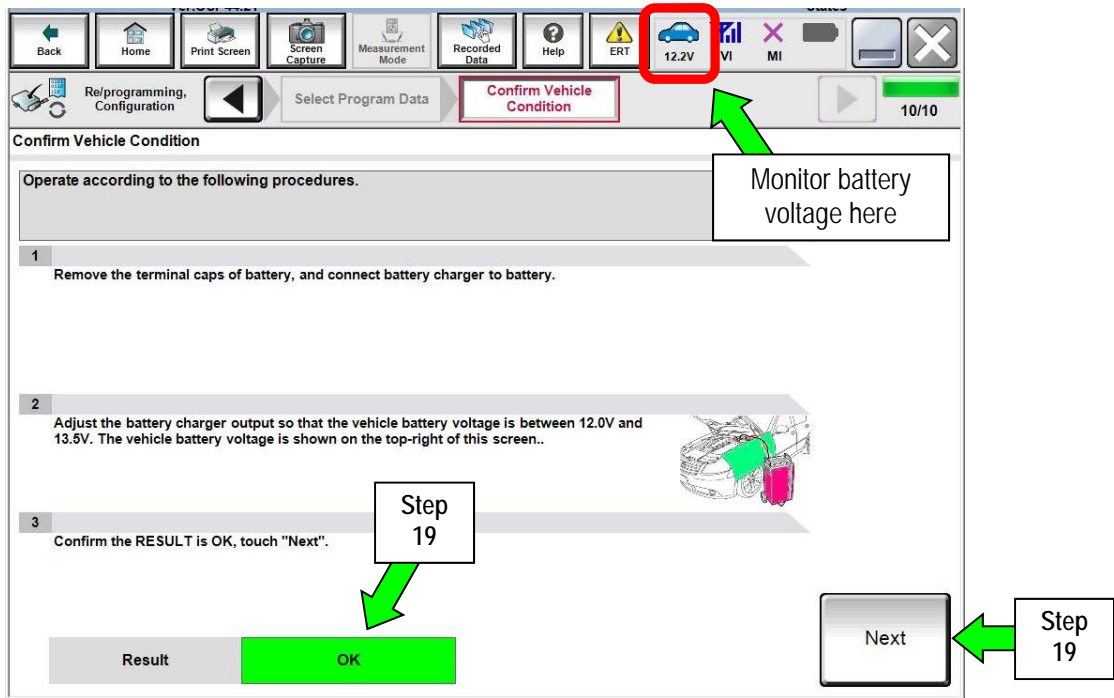 Back
Home
Print Screen
Screen
Capture
Measurement
Mode
Recorded
Data
Help
ERT
12.2V
VI
MI
Re/programming,
Configuration
Select Program Data
Confirm Vehicle
Condition
10/10
Confirm Vehicle Condition
Operate according to the following procedures.
Monitor battery
voltage here
1
Remove the terminal caps of battery, and connect battery charger to battery.
2
Adjust the battery charger output so that the vehicle battery voltage is between 12.0V and
13.5V. The vehicle battery voltage is shown on the top-right of this screen..
Step
19
3
Confirm the RESULT is OK, touch "Next".
Result
OK
Next
Step
19